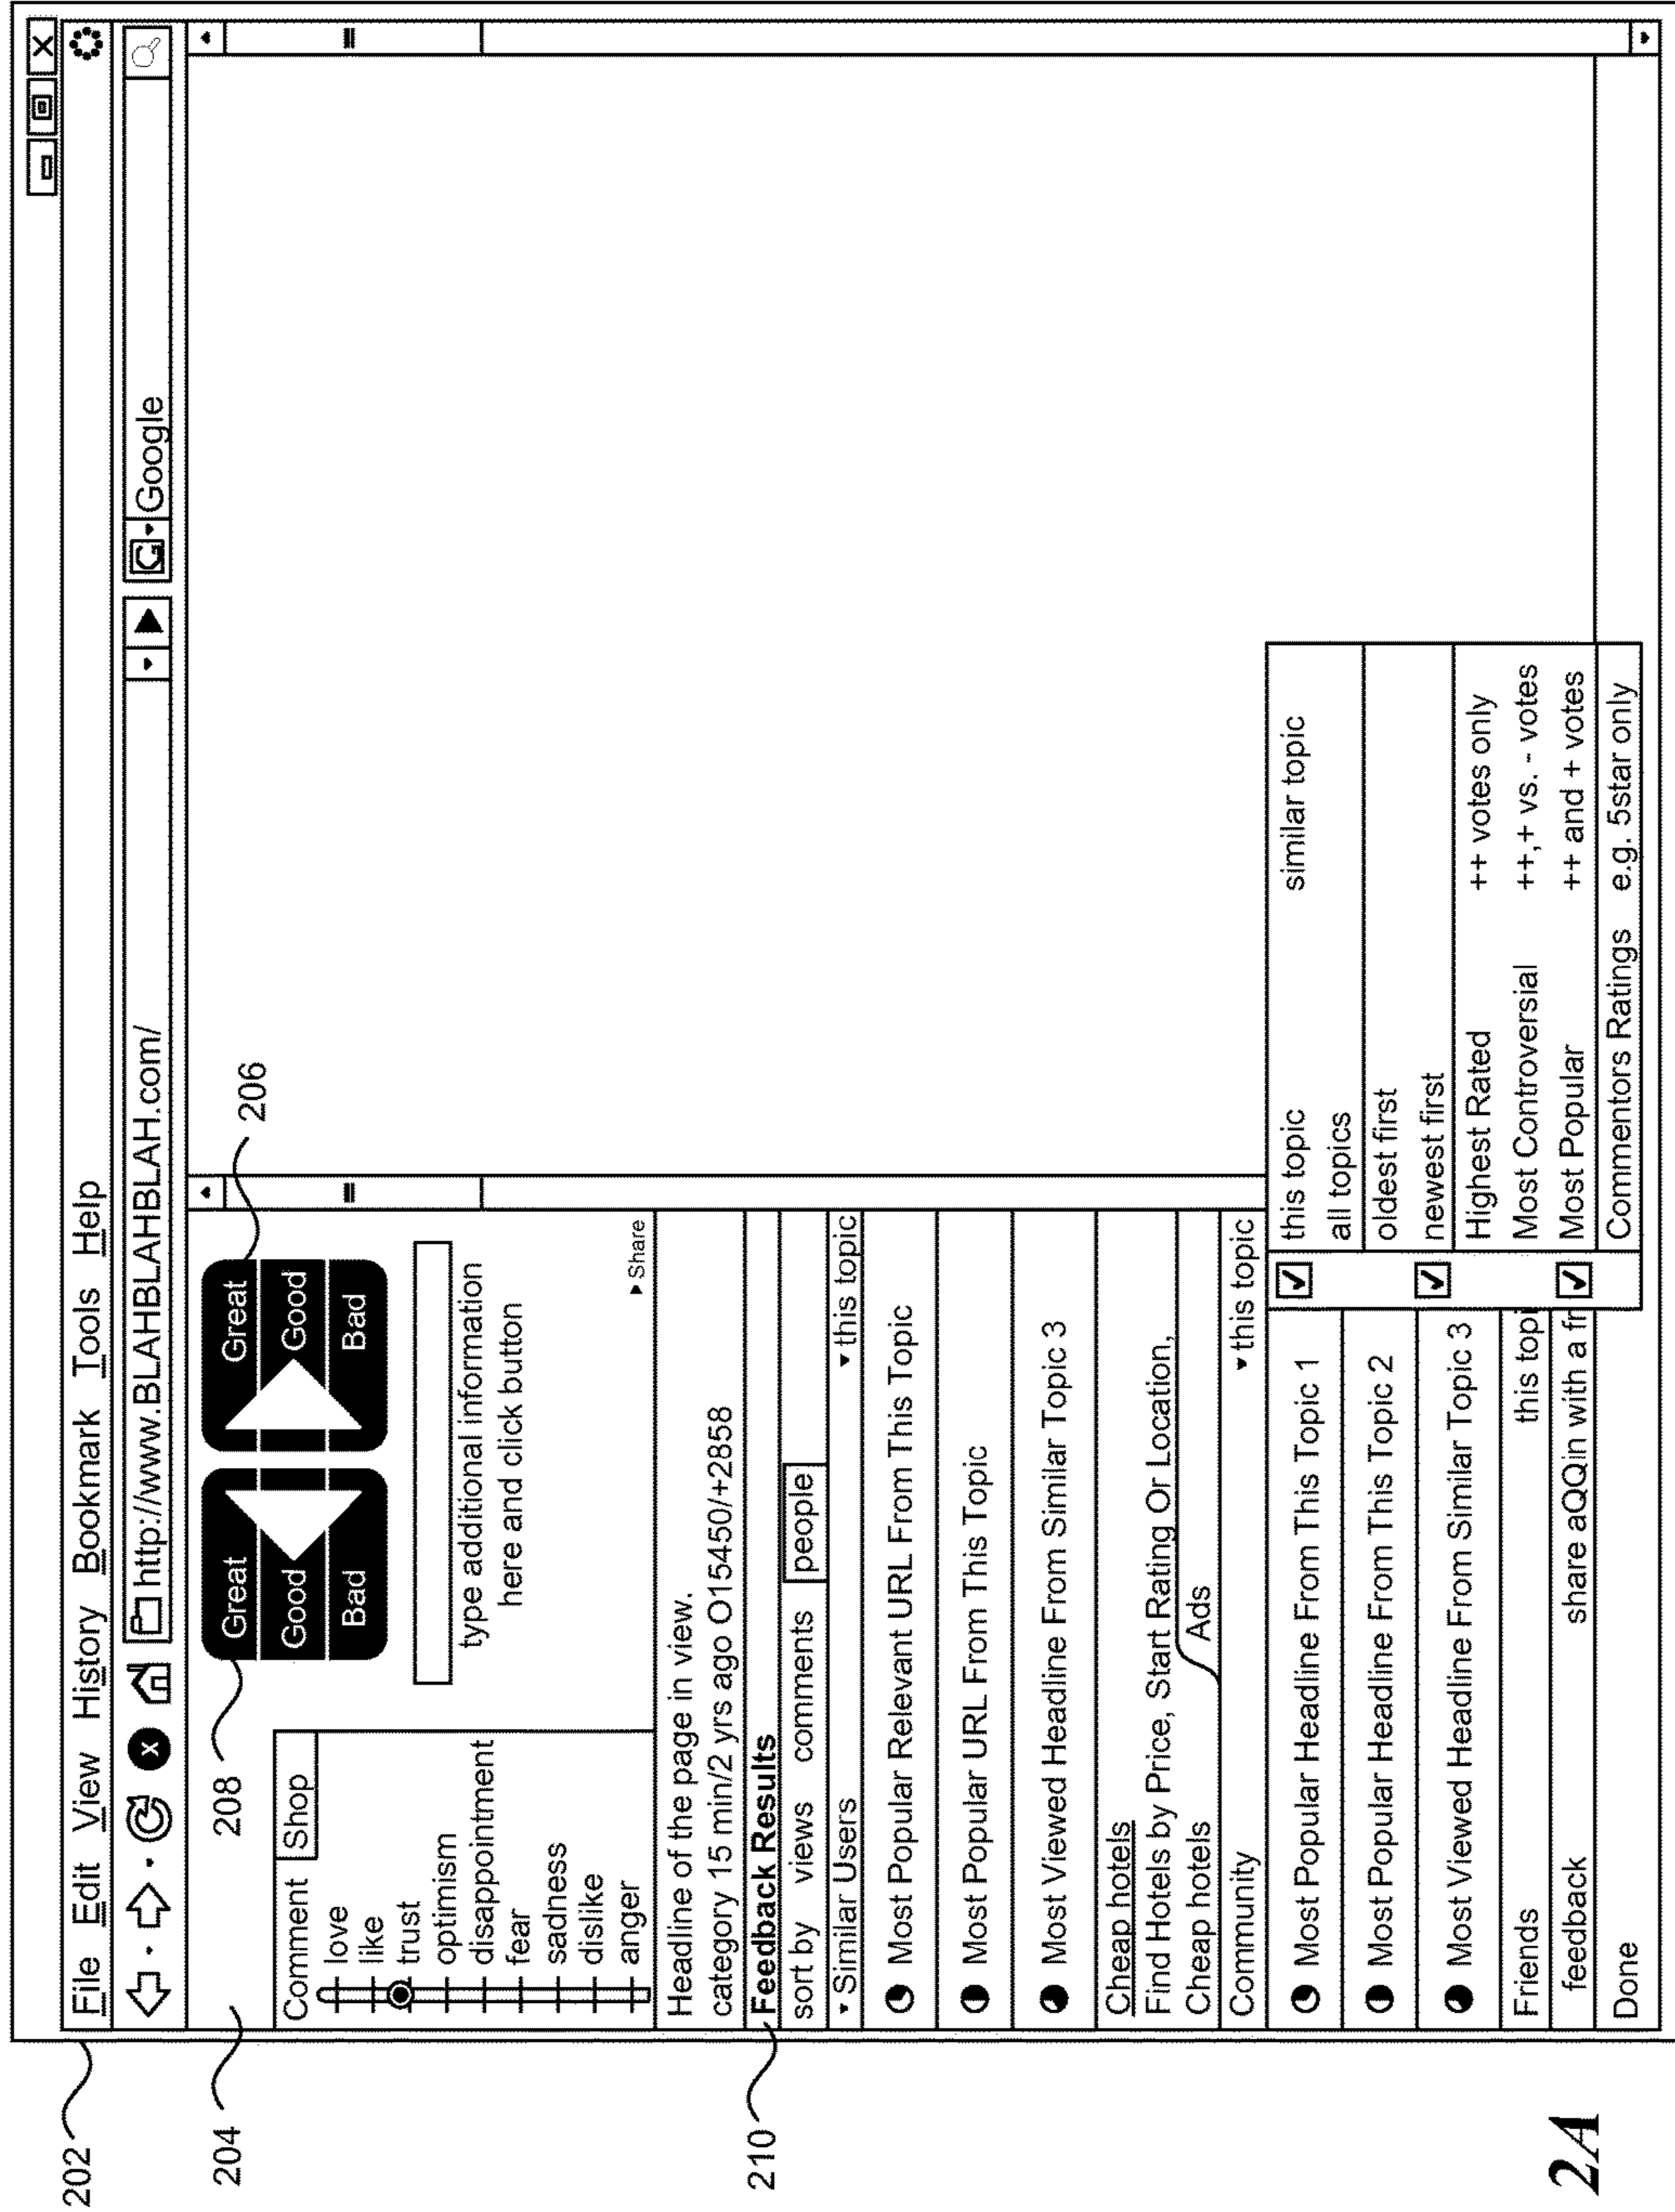 202
File Edit View History Bookmark Tools Help
http://www.BLAHBLAHBLAH.com/
G Google
204
208
206
Great
Good
Bad
Great
Good
Bad
Comment Shop
love
like
trust
optimism
disappointment
fear
sadness
dislike
anger
type additional information
here and click button
Share
Headline of the page in view.
category 15 min/2 yrs ago O15450/+2858
210
Feedback Results
sort by views comments people
Similar Users this topic
Most Popular Relevant URL From This Topic
Most Popular URL From This Topic
Most Viewed Headline From Similar Topic 3
Cheap hotels
Find Hotels by Price, Start Rating Or Location,
Cheap hotels Ads
Community this topic
Most Popular Headline From This Topic 1
Most Popular Headline From This Topic 2
Most Viewed Headline From Similar Topic 3
Friends this topi
feedback share aQQin with a fr
Done
this topic similar topic
all topics
oldest first
newest first
Highest Rated ++ votes only
Most Controversial ++,+ vs. - votes
Most Popular ++ and + votes
Commentors Ratings e.g. 5star only
2A